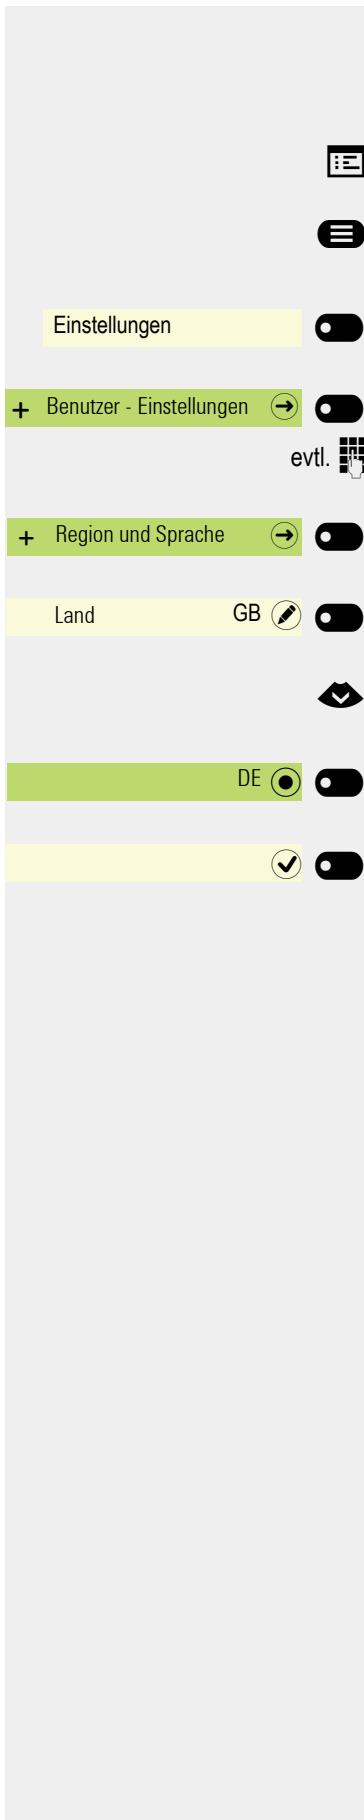 Einstellungen
+ Benutzer - Einstellungen
evtl.
+ Region und Sprache
Land GB
DE